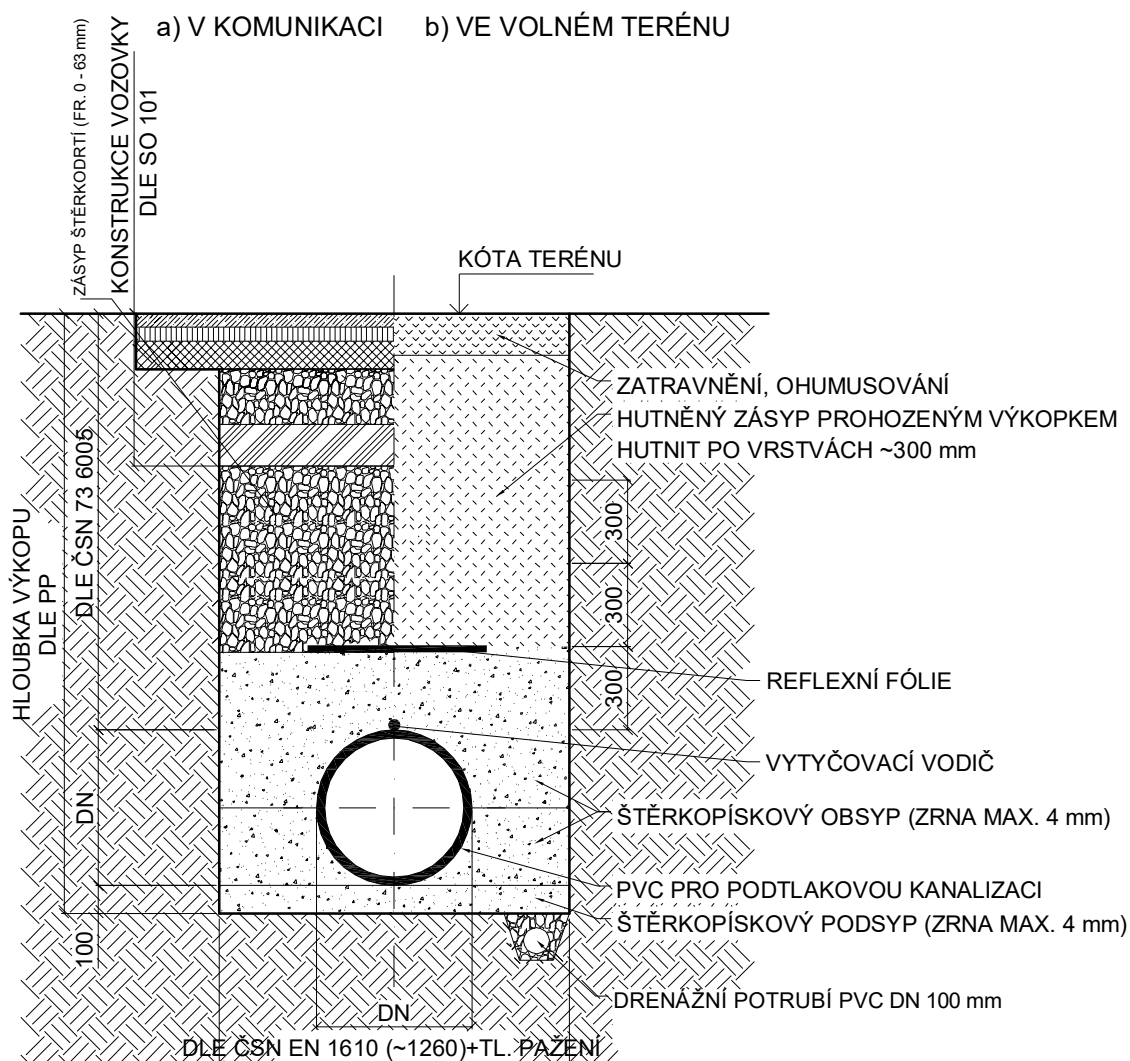 a) V KOMUNIKACI
b) VE VOLNÉM TERÉNU
ZÁSYP ŠTĚRKODRTÍ (FR. 0 - 63 mm)
KONSTRUKCE VOZOVKY
DLE SO 101
KÓTA TERÉNU
ZATRAVNĚNÍ, OHUMUSOVÁNÍ
HUTNĚNÝ ZÁSYP PROHOZENÝM VÝKOPKEM
HUTNIT PO VRSTVÁCH ~300 mm
HLOUBKA VÝKOPU
DLE PP
DLE ČSN 73 6005
300
300
300
REFLEXNÍ FÓLIE
VYTYČOVACÍ VODIČ
DN
ŠTĚRKOPÍSKOVÝ OBSYP (ZRNA MAX. 4 mm)
PVC PRO PODTLAKOVOU KANALIZACI
ŠTĚRKOPÍSKOVÝ PODSYP (ZRNA MAX. 4 mm)
100
DRENÁŽNÍ POTRUBÍ PVC DN 100 mm
DN
DLE ČSN EN 1610 (~1260)+TL. PAŽENÍ